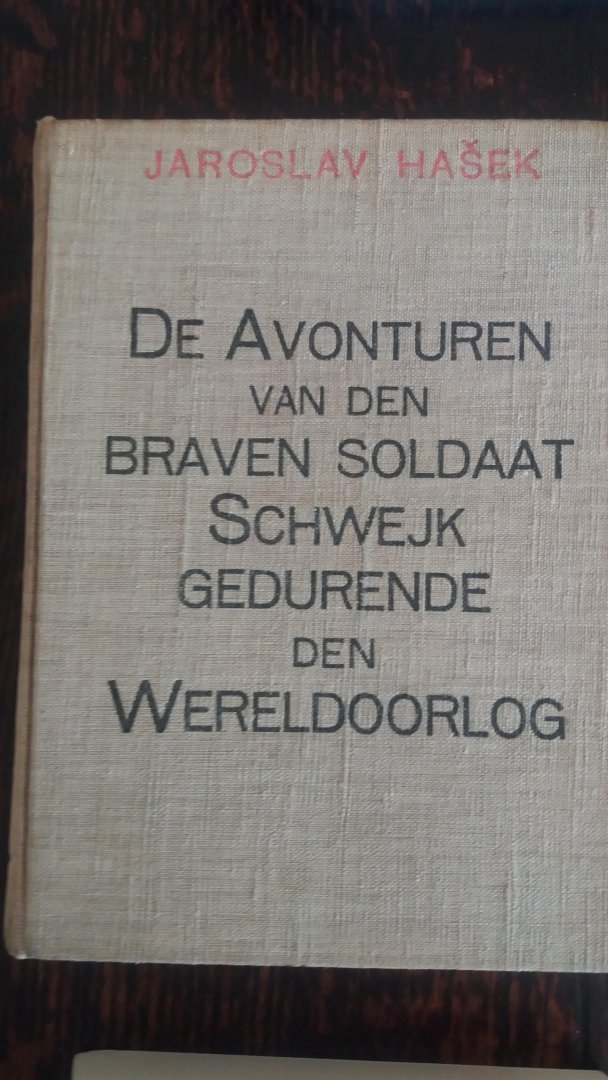 JAROSLAV HAŠEK
DE AVONTUREN
VAN DEN
BRAVEN SOLDAAT
SCHWEJK
GEDURENDE
DEN
WERELDOORLOG